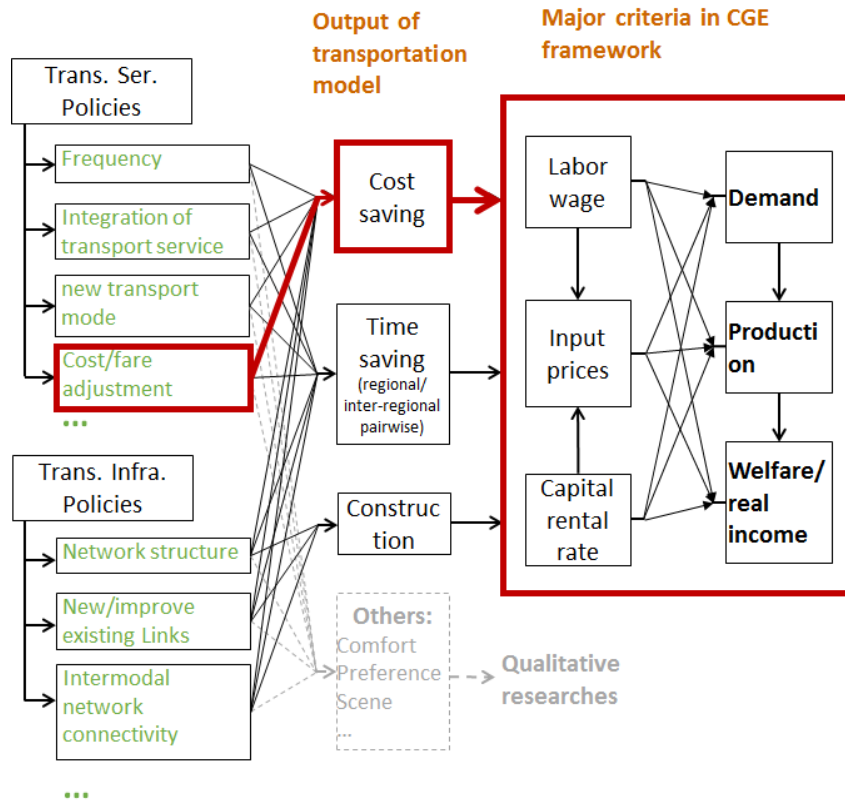 Output of
transportation
model
Major criteria in CGE
framework
Trans. Ser.
Policies
Frequency
Integration of
transport service
new transport
mode
Cost/fare
adjustment
...
Trans. Infra.
Policies
Network structure
New/improve
existing Links
Intermodal
network
connectivity
...
Cost
saving
Time
saving
(regional/
inter-regional
pairwise)
Construc
tion
Others:
Comfort
Preference
Scene
...
Qualitative
researches
Labor
wage
Input
prices
Capital
rental
rate
Demand
Producti
on
Welfare/
real
income